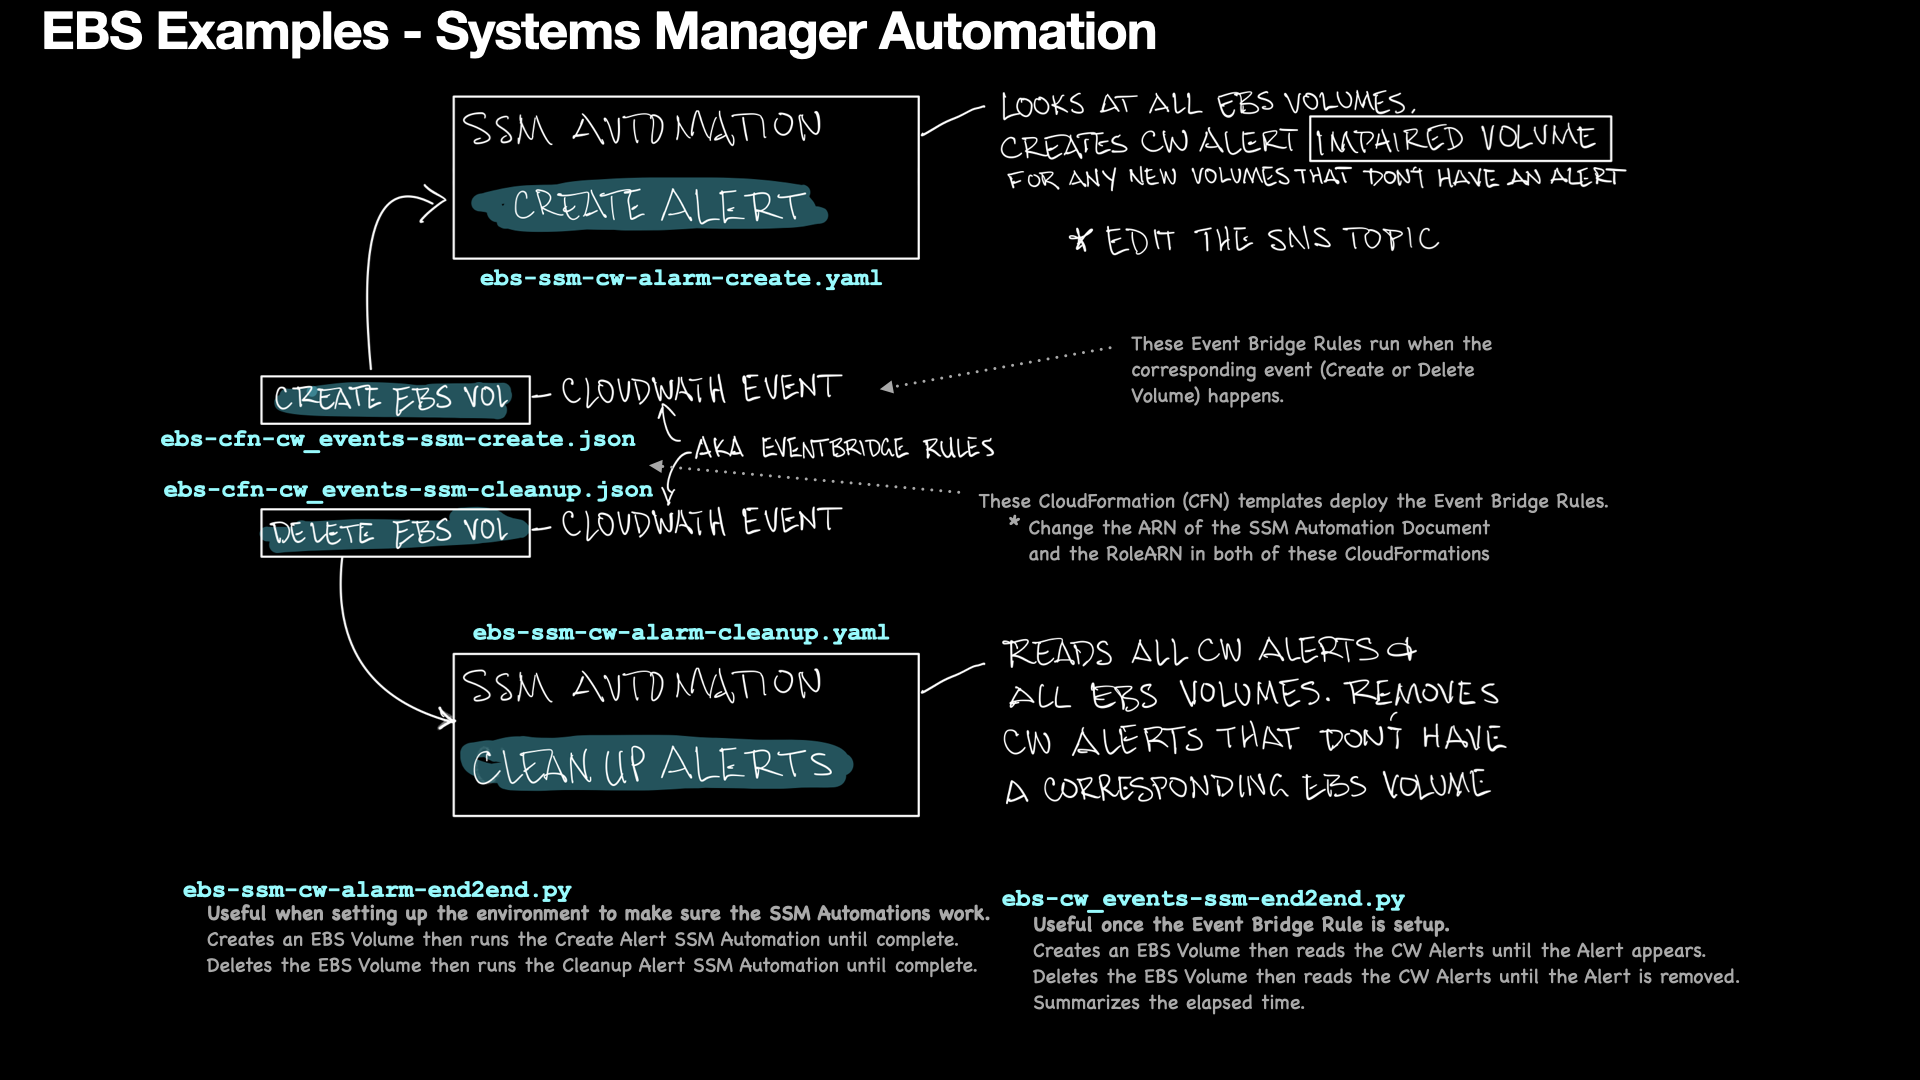 EBS Examples - Systems Manager Automation
SSM AUTOMATION
CREATE ALERT
ebs-ssm-cw-alarm-create.yaml
LOOKS AT ALL EBS VOLUMES.
CREATES CW ALERT IMPAIRED VOLUME
FOR ANY NEW VOLUMES THAT DON'T HAVE AN ALERT
* EDIT THE SNS TOPIC
These Event Bridge Rules run when the
corresponding event (Create or Delete
Volume) happens.
CREATE EBS VOL - CLOUDWATH EVENT
ebs-cfn-cw_events-ssm-create.json
AKA EVENTBRIDGE RULES
ebs-cfn-cw_events-ssm-cleanup.json
DELETE EBS VOL - CLOUDWATH EVENT
These CloudFormation (CFN) templates deploy the Event Bridge Rules.
* Change the ARN of the SSM Automation Document
and the RoleARN in both of these CloudFormations
ebs-ssm-cw-alarm-cleanup.yaml
SSM AUTOMATION
CLEAN UP ALERTS
READS ALL CW ALERTS &
ALL EBS VOLUMES. REMOVES
CW ALERTS THAT DON'T HAVE
A CORRESPONDING EBS VOLUME
ebs-ssm-cw-alarm-end2end.py
Useful when setting up the environment to make sure the SSM Automations work.
Creates an EBS Volume then runs the Create Alert SSM Automation until complete.
Deletes the EBS Volume then runs the Cleanup Alert SSM Automation until complete.
ebs-cw_events-ssm-end2end.py
Useful once the Event Bridge Rule is setup.
Creates an EBS Volume then reads the CW Alerts until the Alert appears.
Deletes the EBS Volume then reads the CW Alerts until the Alert is removed.
Summarizes the elapsed time.